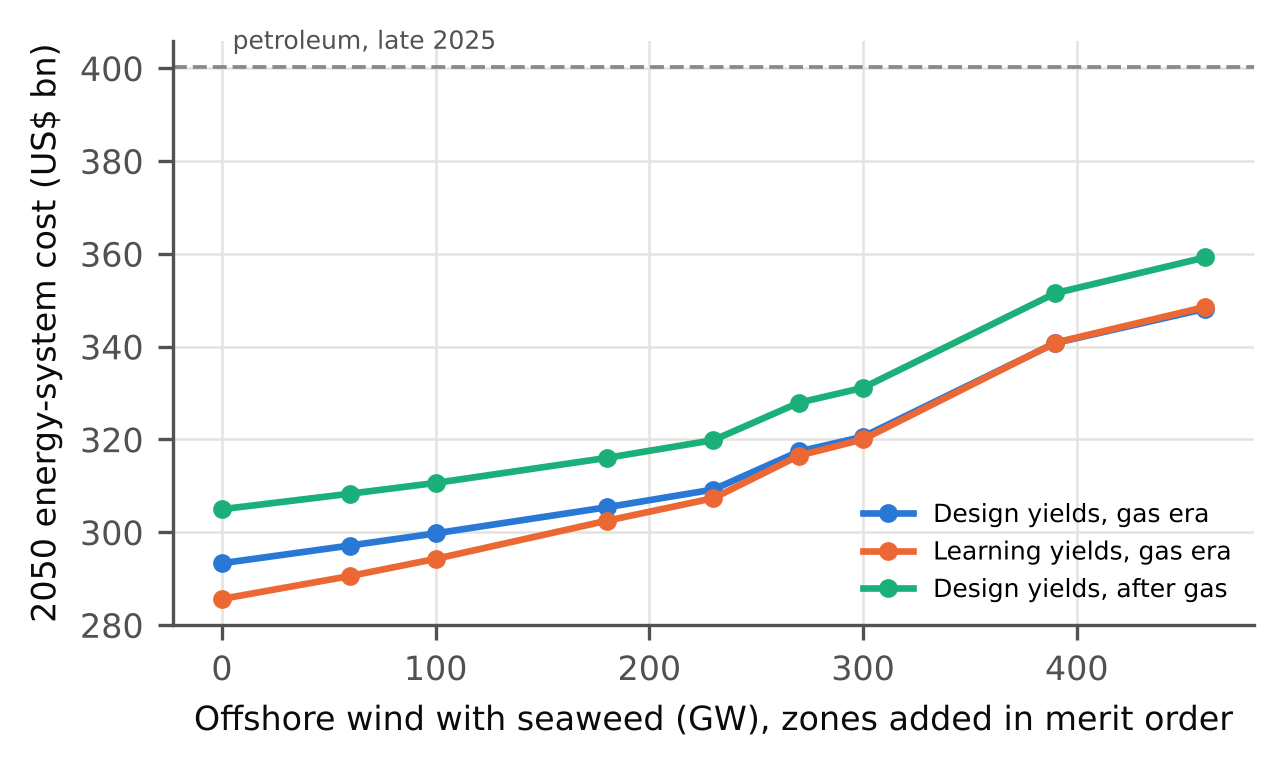 petroleum, late 2025
2050 energy-system cost (US$ bn)
400
380
360
340
320
300
280
Design yields, gas era
Learning yields, gas era
Design yields, after gas
0
100
200
300
400
Offshore wind with seaweed (GW), zones added in merit order